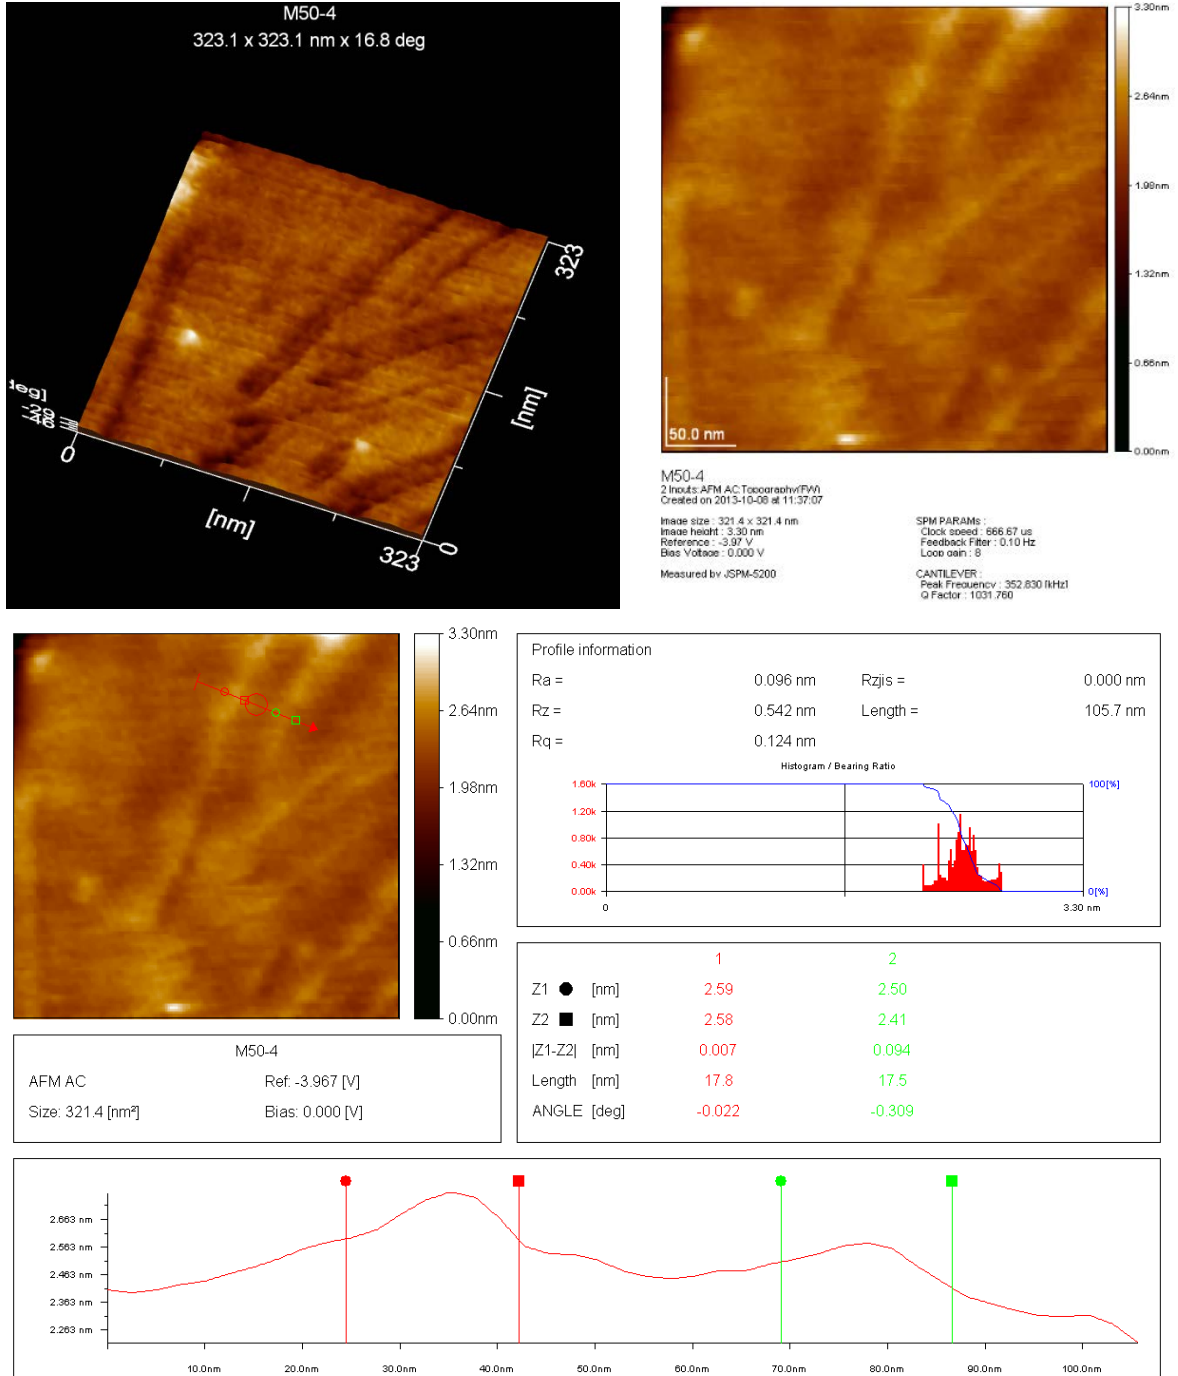 M50-4
323.1 x 323.1 nm x 16.8 deg
323
[nm]
-29
-46
0
[nm]
323
0
3.30nm
2.64nm
1.98nm
1.32nm
0.66nm
0.00nm
50.0 nm
M50-4
2 Inputs:AFM AC:Topography(FW)
Created on 2013-10-08 at 11:37:07
Image size : 321.4 x 321.4 nm
Image height : 3.30 nm
Reference : -3.97 V
Bias Voltage : 0.000 V
Measured by JSPM-5200
SPM PARAMs :
Clock speed : 666.67 us
Feedback Filter : 0.10 Hz
Loop gain : 8
CANTILEVER :
Peak Frequency : 352.830 [kHz]
Q Factor : 1031.760
3.30nm
2.64nm
1.98nm
1.32nm
0.66nm
0.00nm
M50-4
AFM AC Ref: -3.967 [V]
Size: 321.4 [nm²] Bias: 0.000 [V]
Profile information
Ra = 0.096 nm Rzjis = 0.000 nm
Rz = 0.542 nm Length = 105.7 nm
Rq = 0.124 nm
Histogram / Bearing Ratio
1.60k 100[%]
1.20k
0.80k
0.40k
0.00k 0[%]
0 3.30 nm
1 2
Z1 [nm] 2.59 2.50
Z2 [nm] 2.58 2.41
|Z1-Z2| [nm] 0.007 0.094
Length [nm] 17.8 17.5
ANGLE [deg] -0.022 -0.309
2.663 nm
2.563 nm
2.463 nm
2.363 nm
2.263 nm
10.0nm 20.0nm 30.0nm 40.0nm 50.0nm 60.0nm 70.0nm 80.0nm 90.0nm 100.0nm